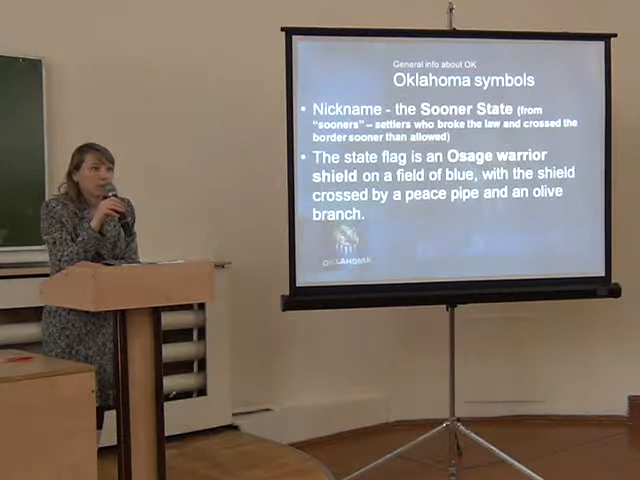 General info about OK
Oklahoma symbols
• Nickname - the Sooner State (from
"sooners" – settlers who broke the law and crossed the
border sooner than allowed)
• The state flag is an Osage warrior
shield on a field of blue, with the shield
crossed by a peace pipe and an olive
branch.
OKLAHOMA